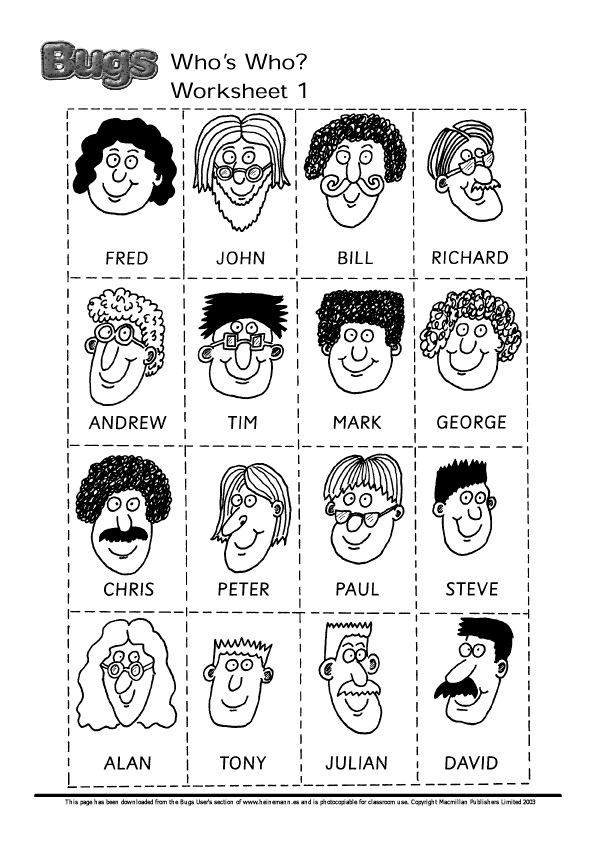 Bugs Who's Who?
Worksheet 1
FRED JOHN BILL RICHARD
ANDREW TIM MARK GEORGE
CHRIS PETER PAUL STEVE
ALAN TONY JULIAN DAVID
This page has been downloaded from the Bugs User's section of www.heinemann.es and is photocopiable for classroom use. Copyright Macmillan Publishers Limited 2003